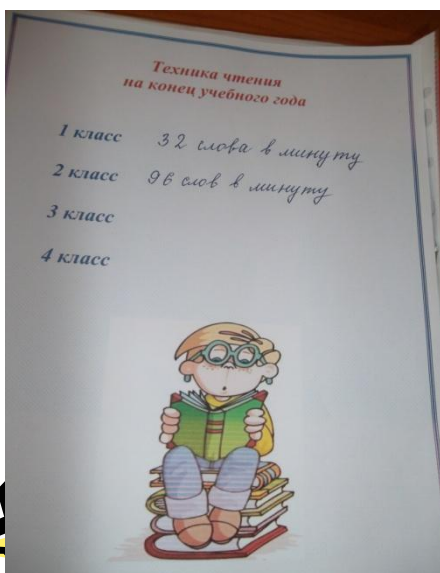 Техника чтения
на конец учебного года
1 класс 32 слова в минуту
2 класс 96 слов в минуту
3 класс
4 класс